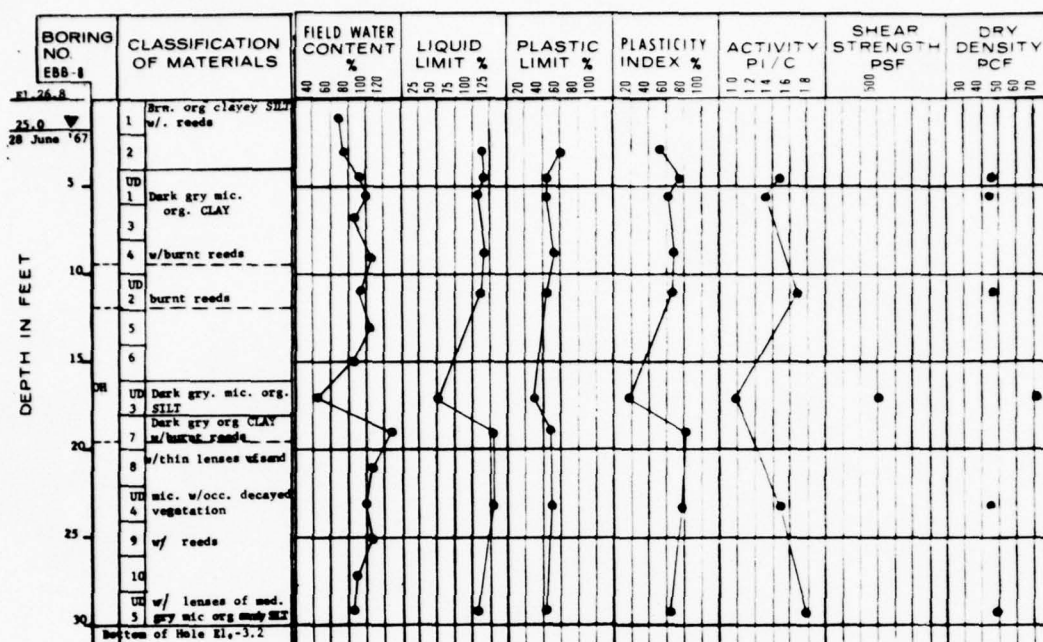 BORING NO. EBB-8
CLASSIFICATION OF MATERIALS
FIELD WATER CONTENT %
40 60 80 100 120
LIQUID LIMIT %
25 50 75 100 125
PLASTIC LIMIT %
20 40 60 80 100
PLASTICITY INDEX %
20 40 60 80 100
ACTIVITY PI/C
1.0 1.2 1.4 1.6 1.8
SHEAR STRENGTH PSF
500
DRY DENSITY PCF
30 40 50 60 70
El.26.8
25.0
28 June '67
DEPTH IN FEET
1 Brn. org clayey SILT
w/. reeds
2
5
UD 1 Dark gry mic.
org. CLAY
3
4 w/burnt reeds
10
UD 2 burnt reeds
5
15
6
UD 3 Dark gry. mic. org.
SILT
Dark gry org CLAY
7 w/burnt reeds
20
8 w/thin lenses sand
UD 4 mic. w/occ. decayed
vegetation
25
9 w/ reeds
10
UD 5 w/ lenses of med.
gry mic org SILT
30
Bottom of Hole El.-3.2